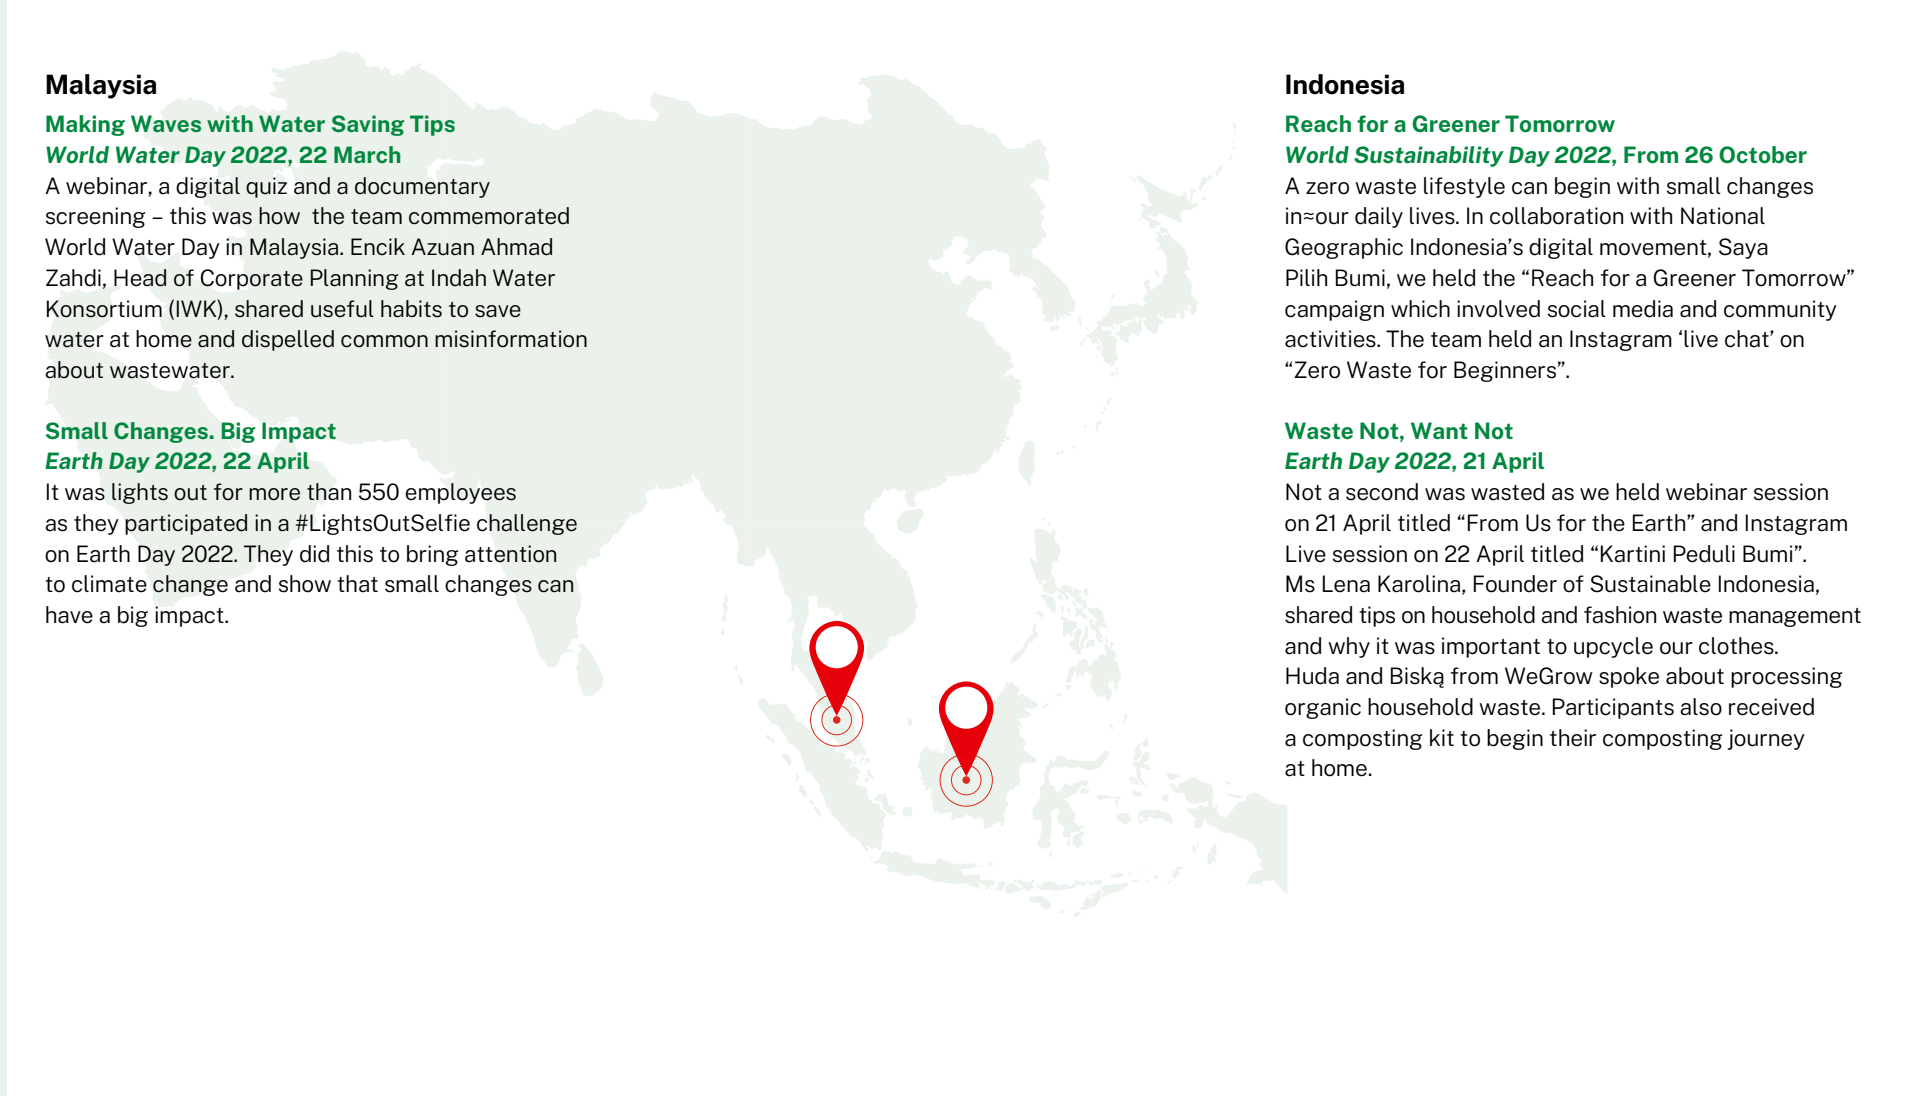 Malaysia
Making Waves with Water Saving Tips
World Water Day 2022, 22 March
A webinar, a digital quiz and a documentary
screening – this was how  the team commemorated
World Water Day in Malaysia. Encik Azuan Ahmad
Zahdi, Head of Corporate Planning at Indah Water
Konsortium (IWK), shared useful habits to save
water at home and dispelled common misinformation
about wastewater.
Small Changes. Big Impact
Earth Day 2022, 22 April
It was lights out for more than 550 employees
as they participated in a #LightsOutSelfie challenge
on Earth Day 2022. They did this to bring attention
to climate change and show that small changes can
have a big impact.
Indonesia
Reach for a Greener Tomorrow
World Sustainability Day 2022, From 26 October
A zero waste lifestyle can begin with small changes
in≈our daily lives. In collaboration with National
Geographic Indonesia’s digital movement, Saya
Pilih Bumi, we held the “Reach for a Greener Tomorrow”
campaign which involved social media and community
activities. The team held an Instagram ‘live chat’ on
“Zero Waste for Beginners”.
Waste Not, Want Not
Earth Day 2022, 21 April
Not a second was wasted as we held webinar session
on 21 April titled “From Us for the Earth” and Instagram
Live session on 22 April titled “Kartini Peduli Bumi”.
Ms Lena Karolina, Founder of Sustainable Indonesia,
shared tips on household and fashion waste management
and why it was important to upcycle our clothes.
Huda and Biską from WeGrow spoke about processing
organic household waste. Participants also received
a composting kit to begin their composting journey
at home.